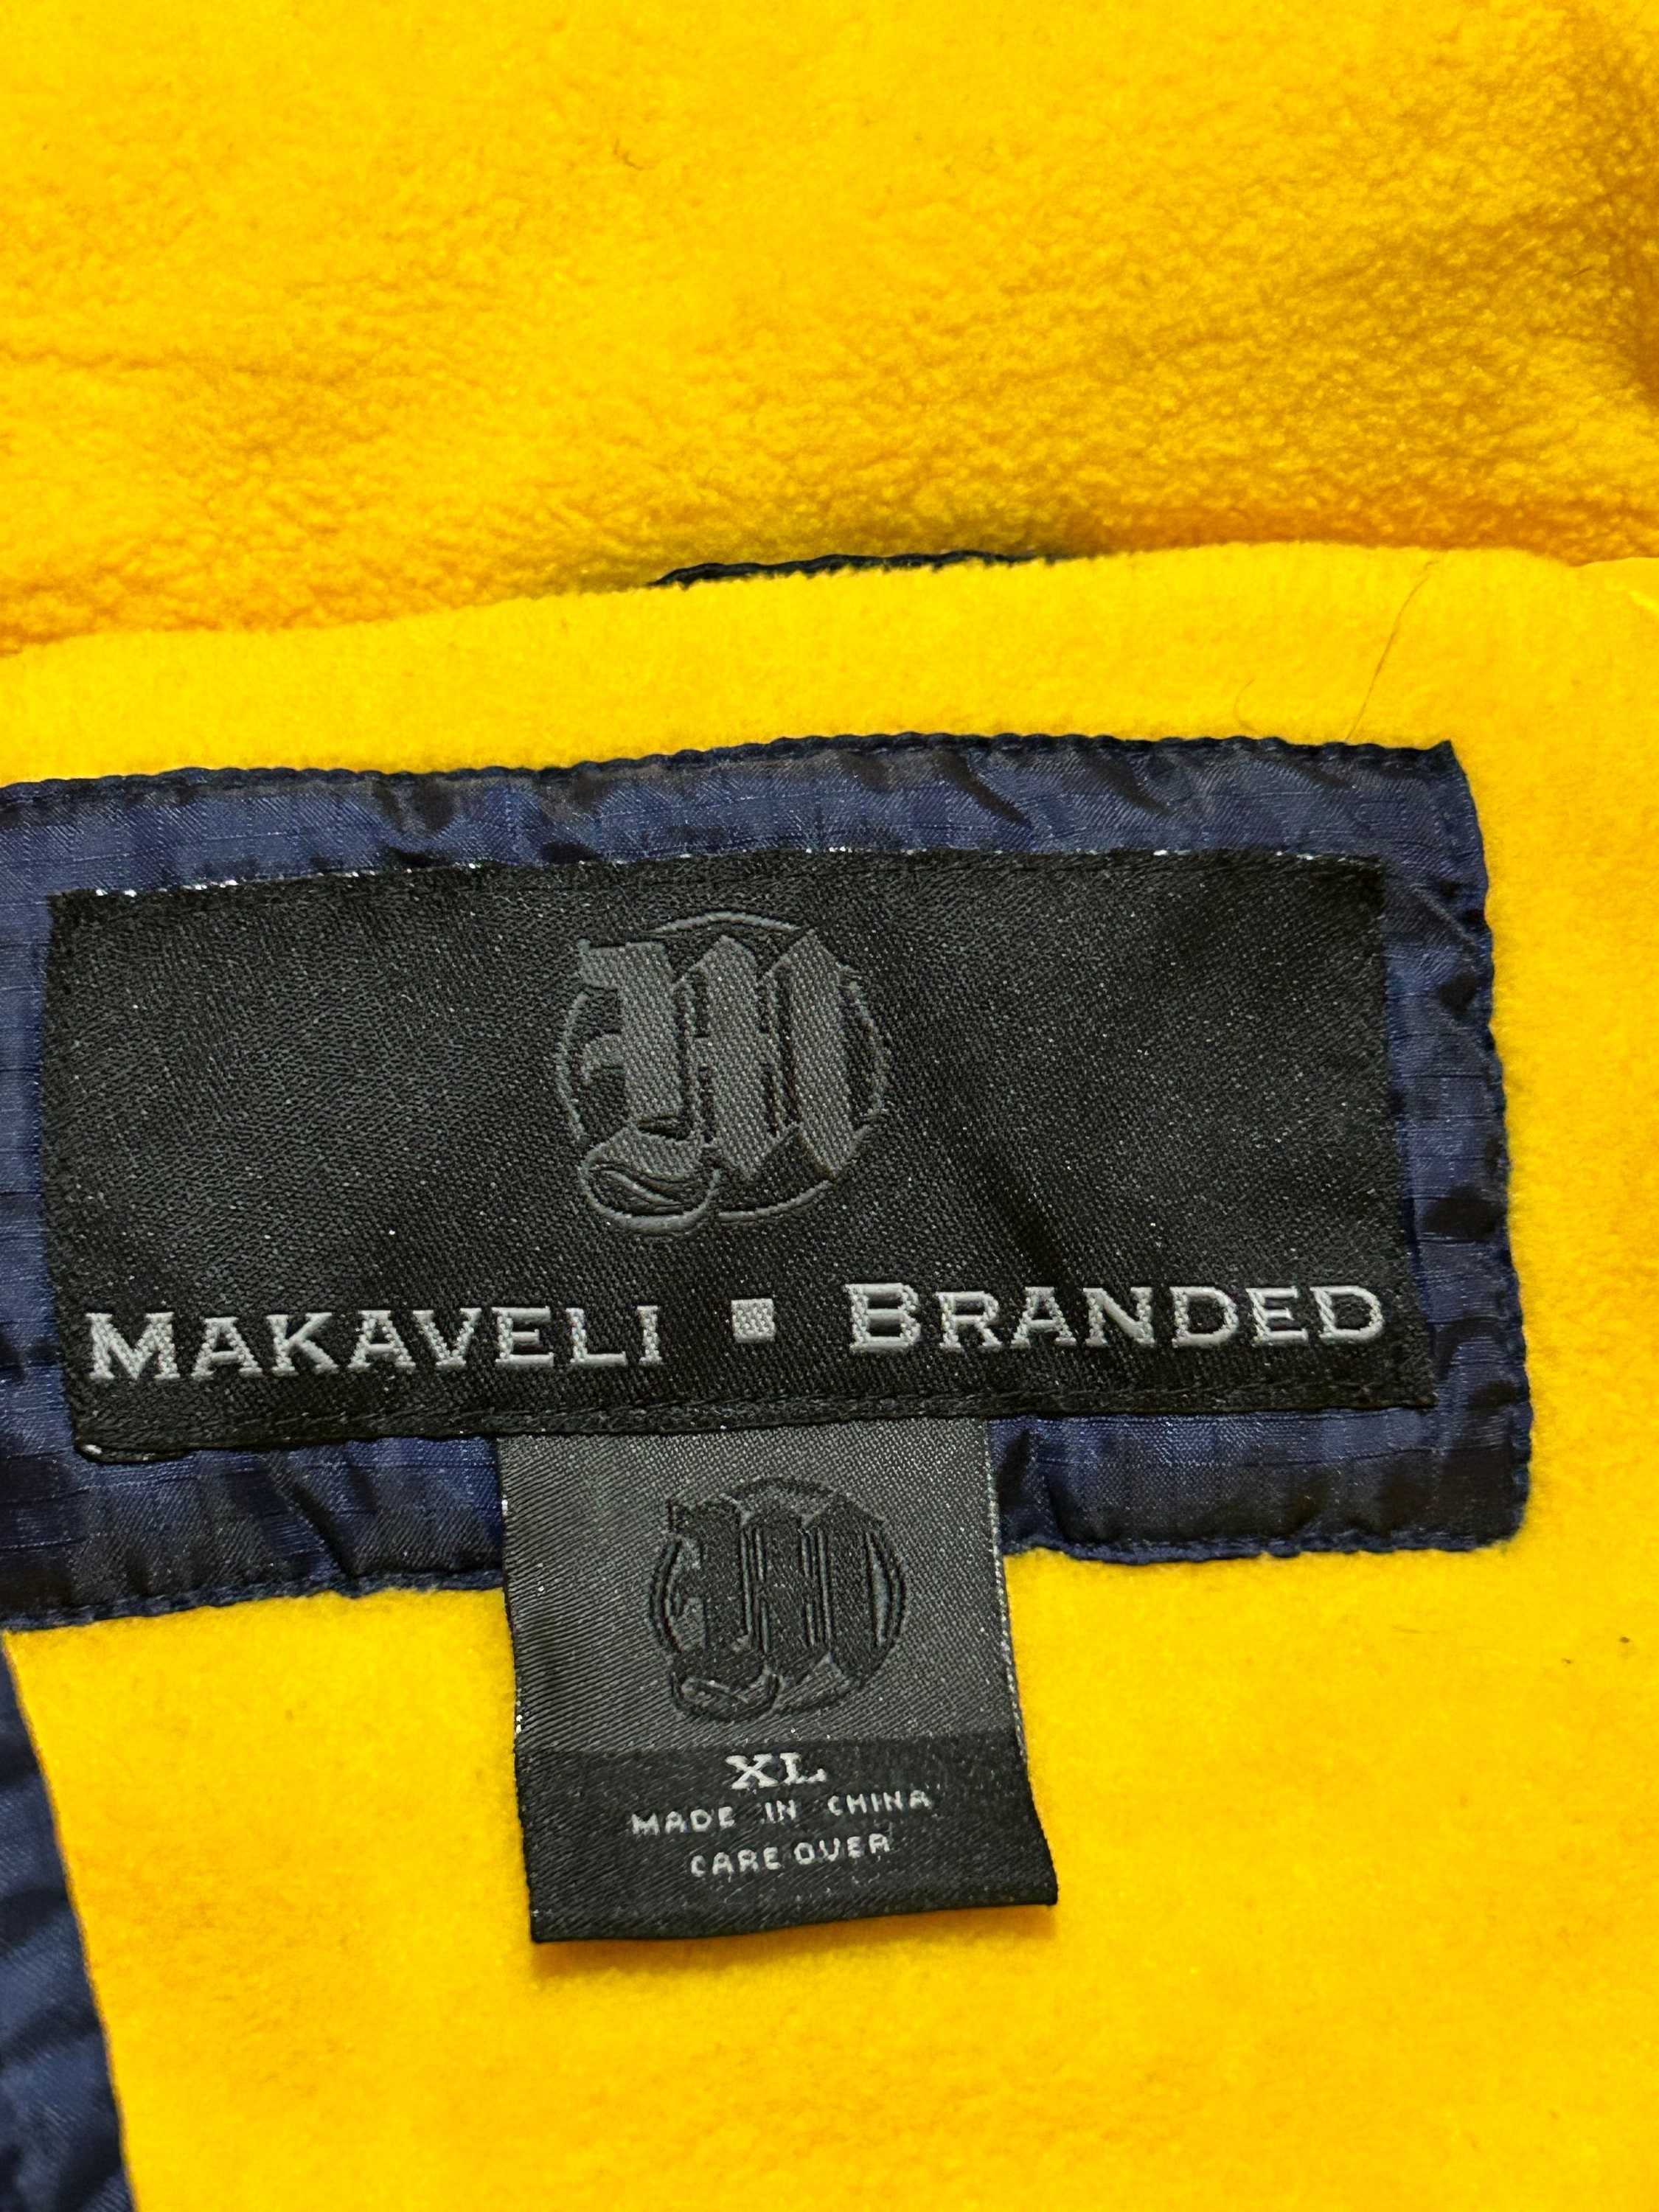 M
MAKAVELI ▪ BRANDED
M
XL
MADE IN CHINA
CARE OVER